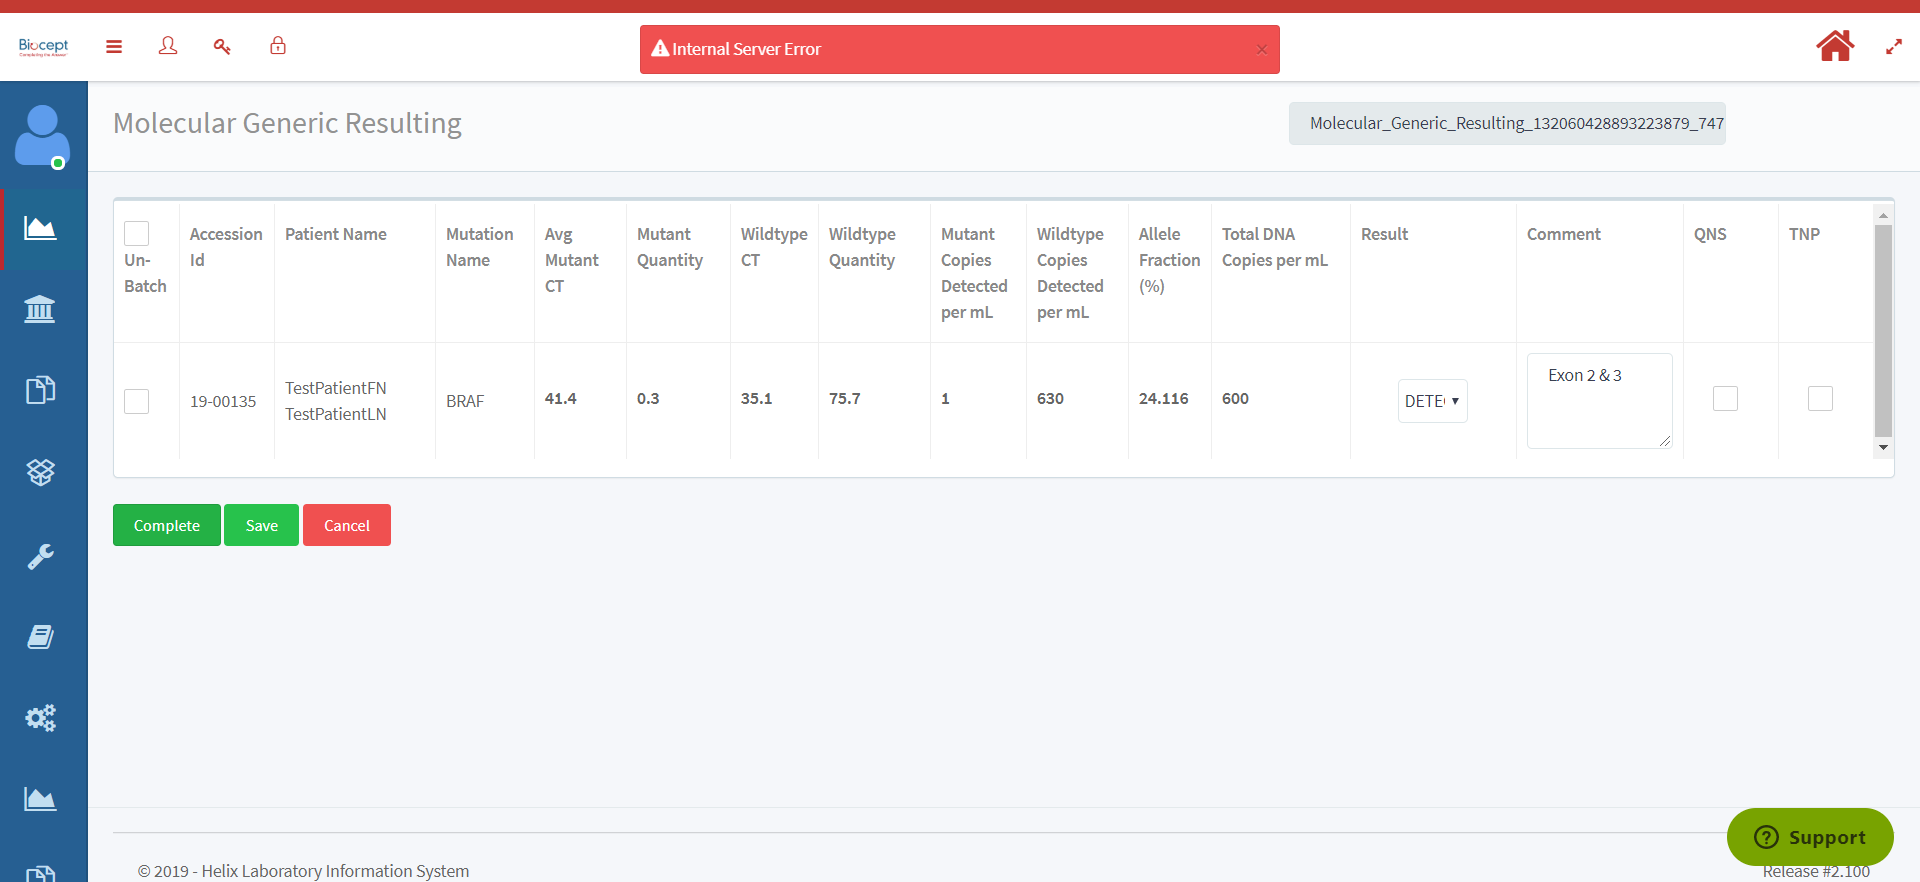 Biocept
Internal Server Error
×
Molecular Generic Resulting
Molecular_Generic_Resulting_132060428893223879_747
Un-
Batch
Accession
Id
Patient Name
Mutation
Name
Avg
Mutant
CT
Mutant
Quantity
Wildtype
CT
Wildtype
Quantity
Mutant
Copies
Detected
per mL
Wildtype
Copies
Detected
per mL
Allele
Fraction
(%)
Total DNA
Copies per mL
Result
Comment
QNS
TNP
19-00135
TestPatientFN
TestPatientLN
BRAF
41.4
0.3
35.1
75.7
1
630
24.116
600
DETE
Exon 2 & 3
Complete
Save
Cancel
Support
© 2019 - Helix Laboratory Information System
Release #2.100